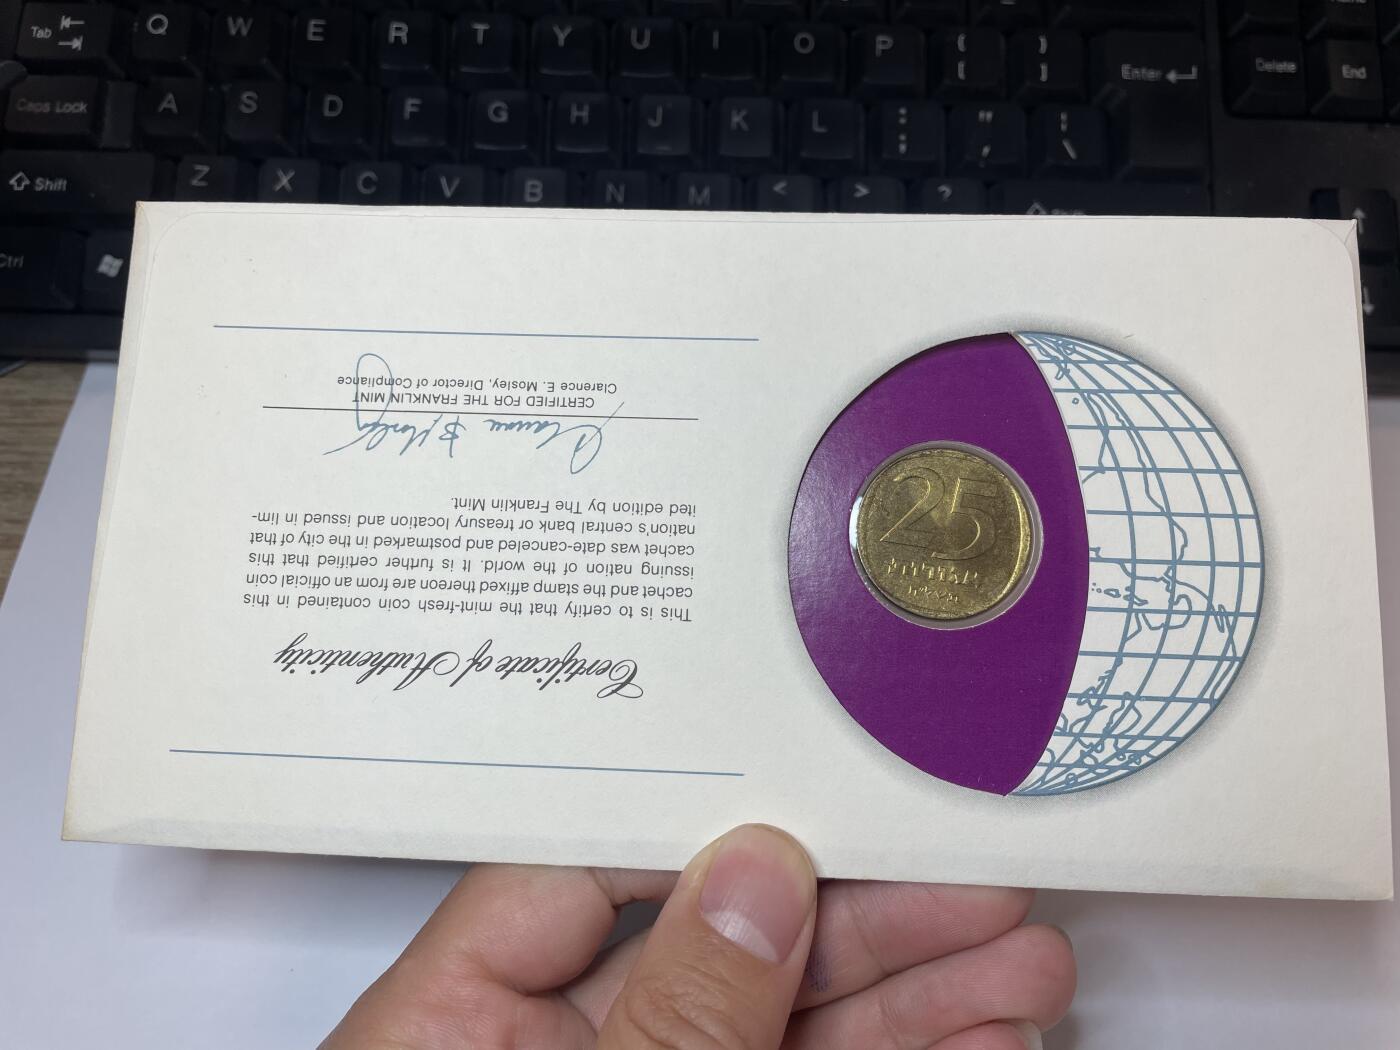 Tab
Q W E R T Y U I O P { [ } ]
Enter
Delete
End
Caps Lock
A S D F G H J K L : ; " ' | \
Shift
Z X C V B N M < > ?
Ctrl
Certificate of Authenticity
This is to certify that the mint-fresh coin contained in this
cachet and the stamp affixed thereon are from an official coin
issuing nation of the world. It is further certified that this
cachet was date-canceled and postmarked in the city of that
nation's central bank or treasury location and issued in lim-
ited edition by The Franklin Mint.
CERTIFIED FOR THE FRANKLIN MINT
Clarence E. Mosley, Director of Compliance
25
אגורות